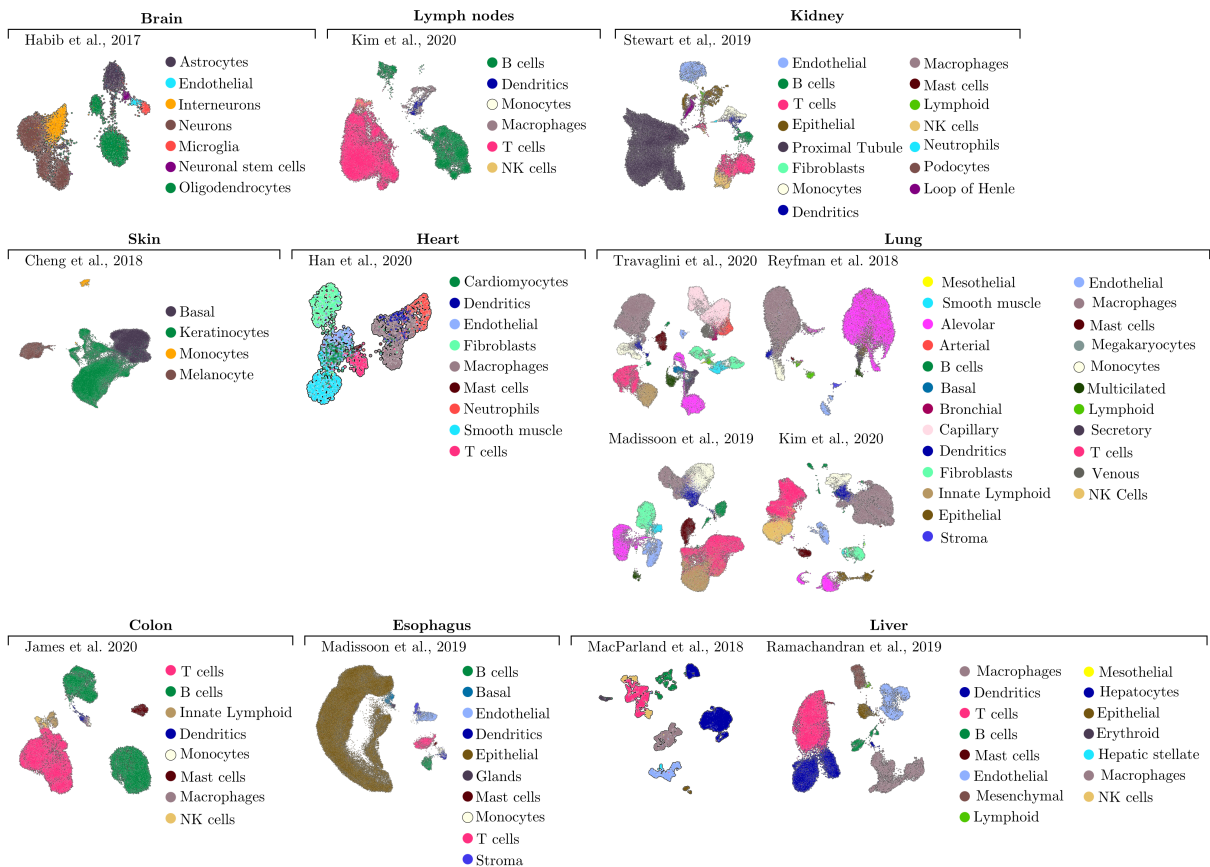 Brain
Lymph nodes
Kidney
Habib et al., 2017
Kim et al., 2020
Stewart et,. 2019
Astrocytes
Endothelial
Interneurons
Neurons
Microglia
Neuronal stem cells
Oligodendrocytes
B cells
Dendritics
Monocytes
Macrophages
T cells
NK cells
Endothelial
B cells
T cells
Epithelial
Proximal Tubule
Fibroblasts
Monocytes
Dendritics
Macrophages
Mast cells
Lymphoid
NK cells
Neutrophils
Podocytes
Loop of Henle
Skin
Heart
Lung
Cheng et al., 2018
Han et al., 2020
Travaglini et al., 2020
Reyfman et al. 2018
Basal
Keratinocytes
Monocytes
Melanocyte
Cardiomyocytes
Dendritics
Endothelial
Fibroblasts
Macrophages
Mast cells
Neutrophils
Smooth muscle
T cells
Madissoon et al., 2019
Kim et al., 2020
Mesothelial
Smooth muscle
Alevolar
Arterial
B cells
Basal
Bronchial
Capillary
Dendritics
Fibroblasts
Innate Lymphoid
Epithelial
Stroma
Endothelial
Macrophages
Mast cells
Megakaryocytes
Monocytes
Multicilated
Lymphoid
Secretory
T cells
Venous
NK Cells
Colon
Esophagus
Liver
James et al. 2020
Madissoon et al., 2019
MacParland et al., 2018
Ramachandran et al., 2019
T cells
B cells
Innate Lymphoid
Dendritics
Monocytes
Mast cells
Macrophages
NK cells
B cells
Basal
Endothelial
Dendritics
Epithelial
Glands
Mast cells
Monocytes
T cells
Stroma
Macrophages
Dendritics
T cells
B cells
Mast cells
Endothelial
Mesenchymal
Lymphoid
Mesothelial
Hepatocytes
Epithelial
Erythroid
Hepatic stellate
Macrophages
NK cells